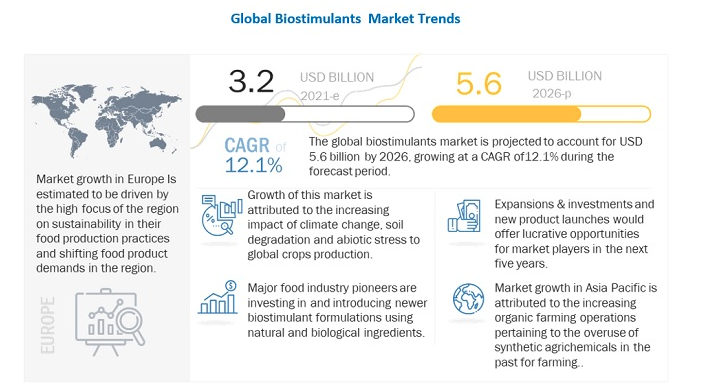 Global Biostimulants Market Trends
3.2
USD BILLION
2021-e
5.6
USD BILLION
2026-p
CAGR of
12.1%
The global biostimulants market is projected to account for USD
5.6 billion by 2026, growing at a CAGR of12.1% during the
forecast period.
Market growth in Europe Is
estimated to be driven by
the high focus of the region
on sustainability in their
food production practices
and shifting food product
demands in the region.
EUROPE
Growth of this market is
attributed to the increasing
impact of climate change, soil
degradation and abiotic stress to
global crops production.
Expansions & investments and
new product launches would
offer lucrative opportunities
for market players in the next
five years.
Major food industry pioneers are
investing in and introducing newer
biostimulant formulations using
natural and biological ingredients.
Market growth in Asia Pacific is
attributed to the increasing
organic farming operations
pertaining to the overuse of
synthetic agrichemicals in the
past for farming..